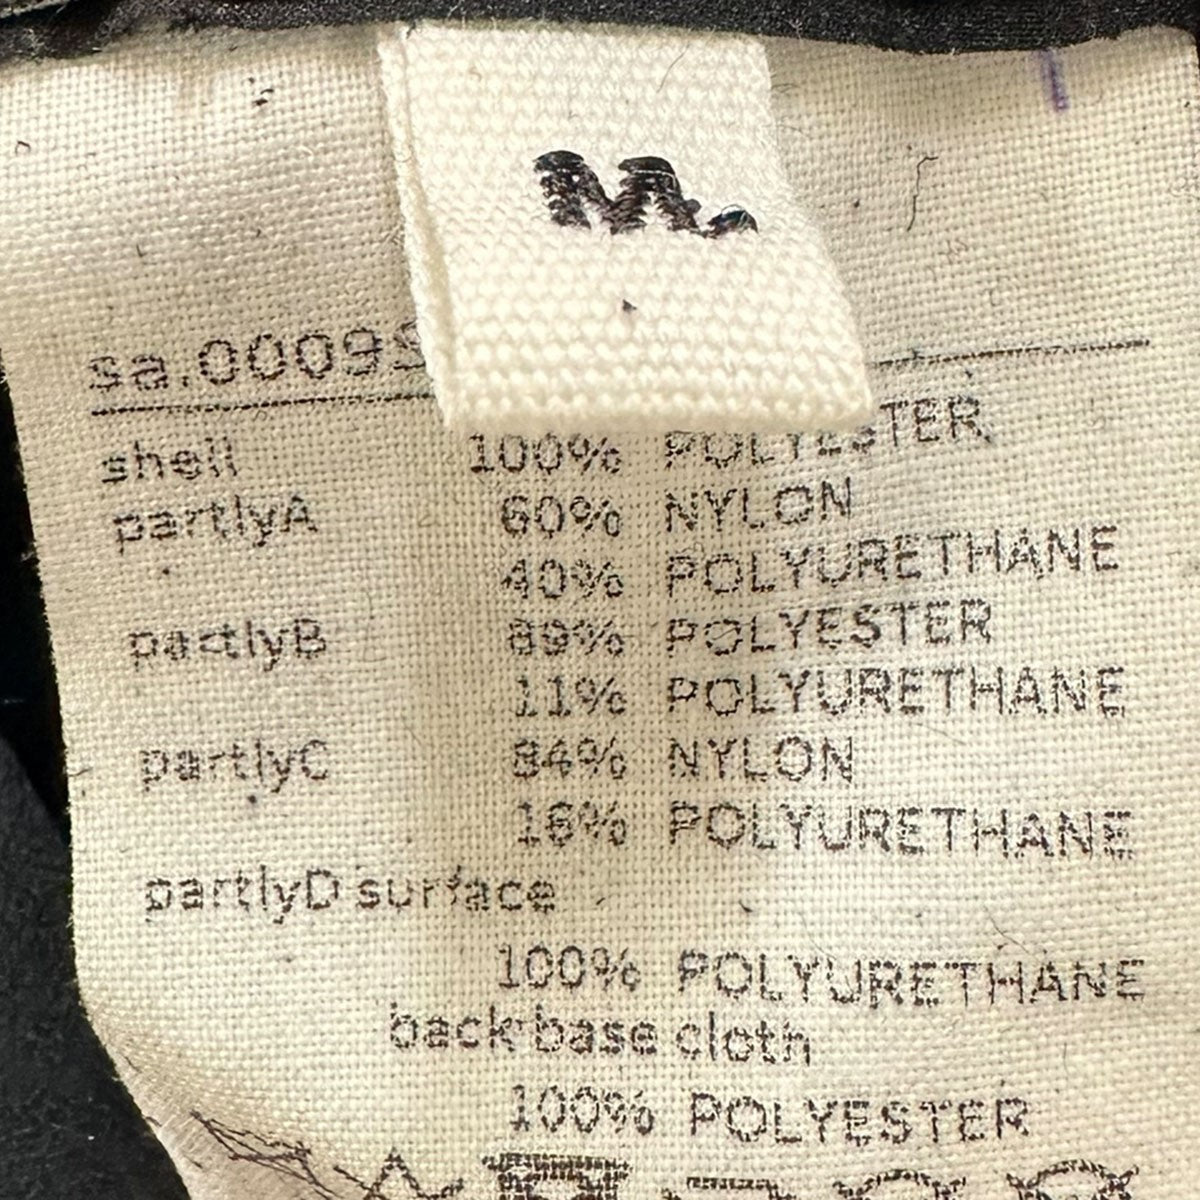 M.
sa.0009S
shell 100% POLYESTER
partlyA 60% NYLON
40% POLYURETHANE
partlyB 89% POLYESTER
11% POLYURETHANE
partlyC 84% NYLON
16% POLYURETHANE
partlyD surface
100% POLYURETHANE
back base cloth
100% POLYESTER